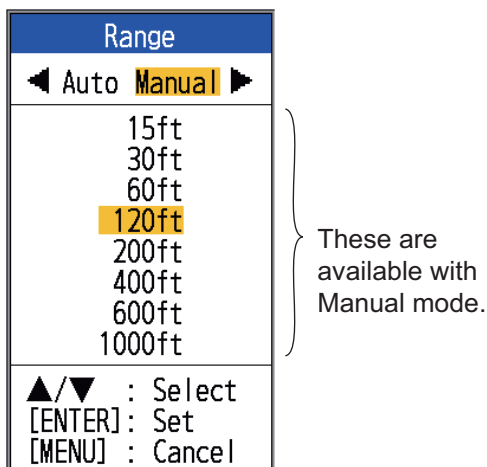 Range
◀ Auto Manual ▶
15ft
30ft
60ft
120ft
200ft
400ft
600ft
1000ft
These are
available with
Manual mode.
▲/▼ : Select
[ENTER]: Set
[MENU] : Cancel